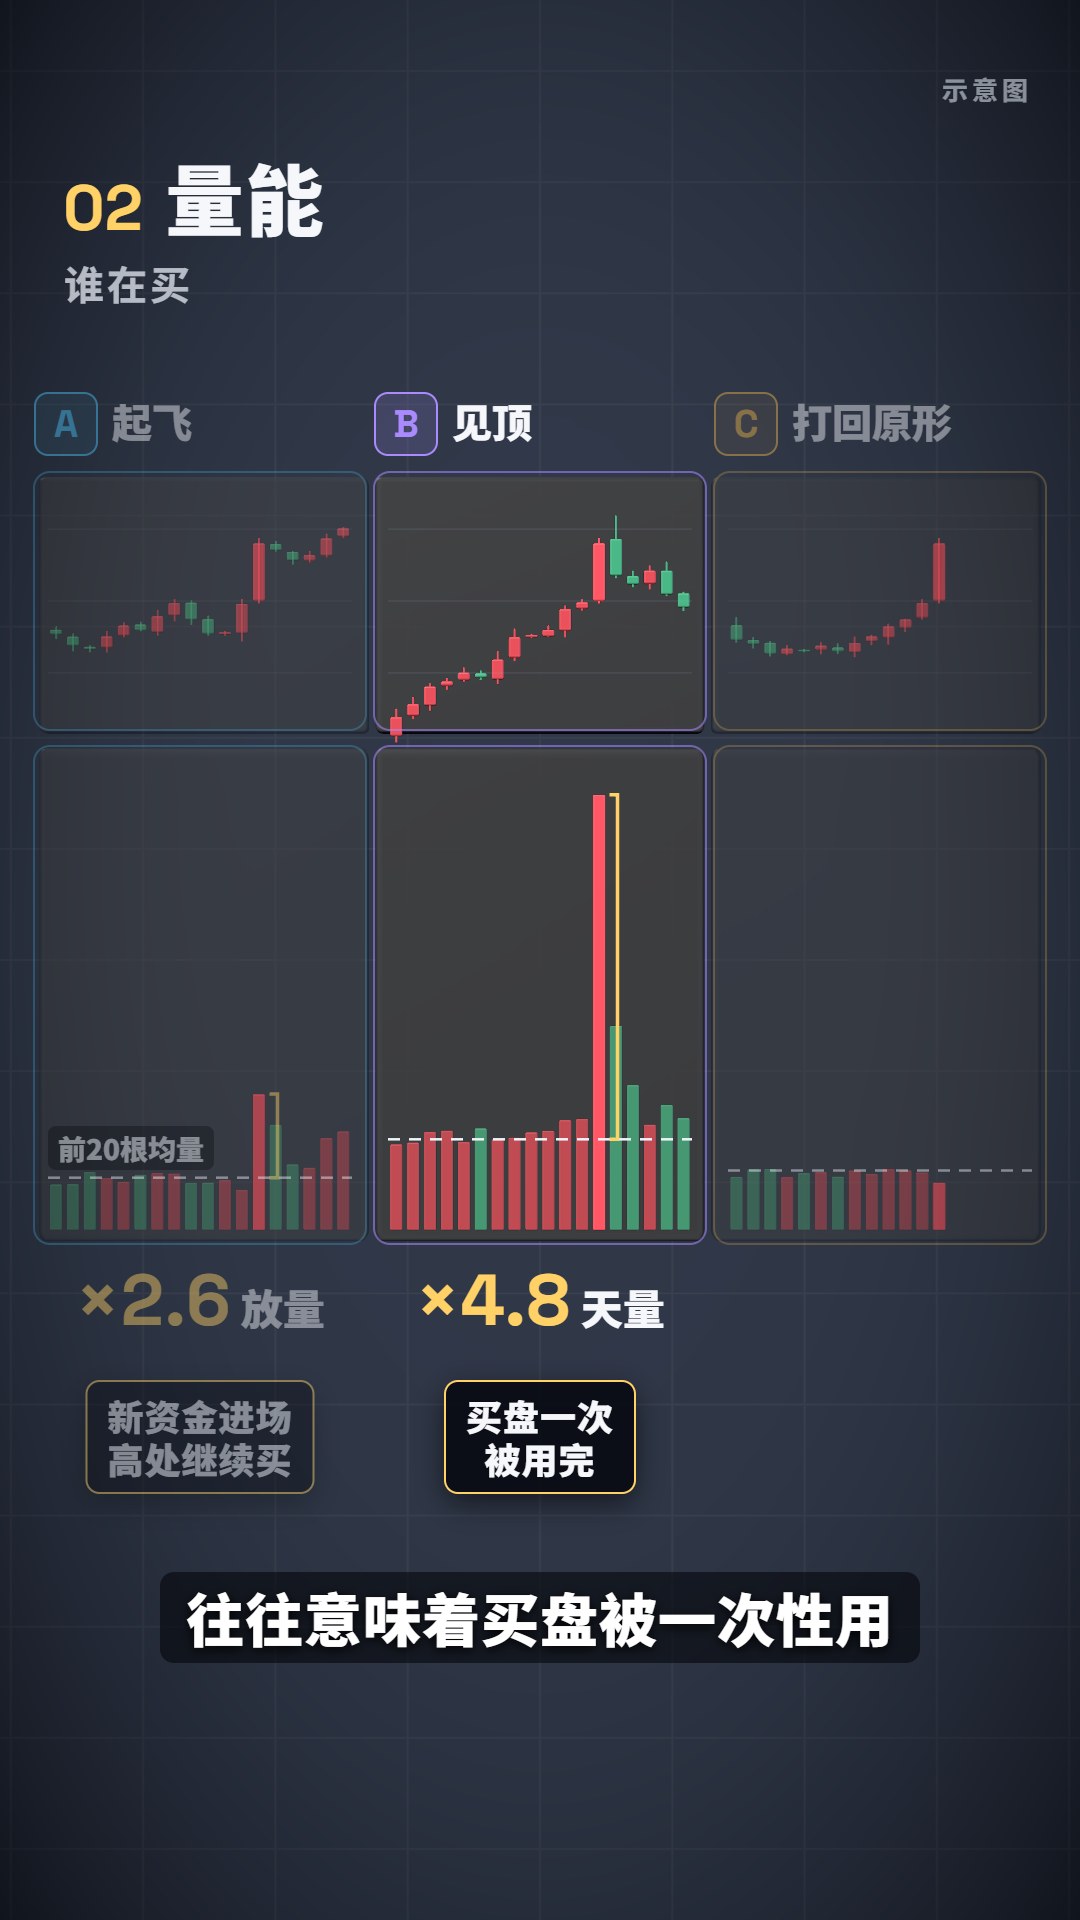 示意图
02 量能
谁在买
A 起飞
B 见顶
C 打回原形
前20根均量
×2.6 放量
×4.8 天量
新资金进场
高处继续买
买盘一次
被用完
往往意味着买盘被一次性用